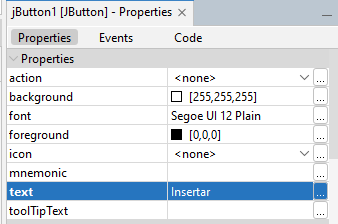 jButton1 [JButton] - Properties ×
Properties Events Code
Properties
action <none> ...
background [255,255,255] ...
font Segoe UI 12 Plain ...
foreground [0,0,0] ...
icon <none> ...
mnemonic ...
text Insertar ...
toolTipText ...